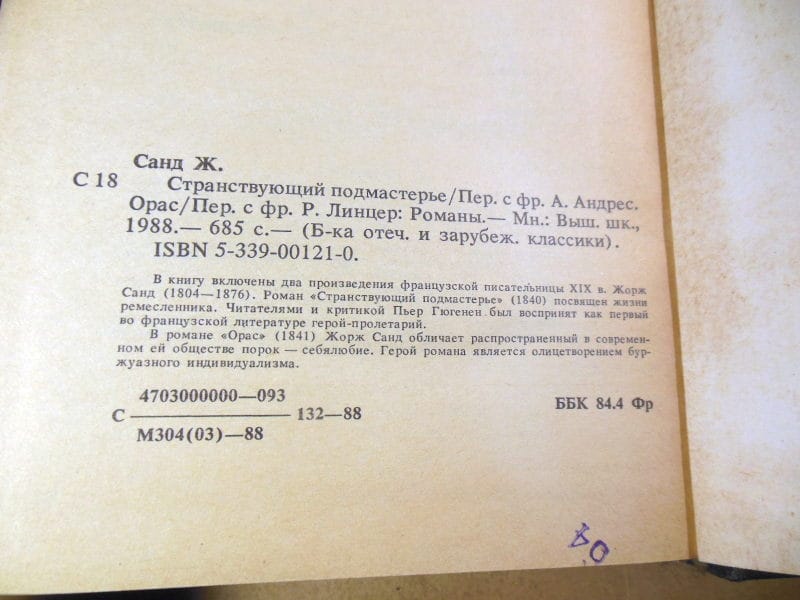 Санд Ж.
С 18
Странствующий подмастерье/Пер. с фр. А. Андрес.
Орас/Пер. с фр. Р. Линцер: Романы.— Мн.: Выш. шк.,
1988.— 685 с.— (Б-ка отеч. и зарубеж. классики).
ISBN 5-339-00121-0.
В книгу включены два произведения французской писательницы XIX в. Жорж
Санд (1804—1876). Роман «Странствующий подмастерье» (1840) посвящен жизни
ремесленника. Читателями и критикой Пьер Гюгенен был воспринят как первый
во французской литературе герой-пролетарий.
В романе «Орас» (1841) Жорж Санд обличает распространенный в современ-
ном ей обществе порок — себялюбие. Герой романа является олицетворением бур-
жуазного индивидуализма.
4703000000—093
С ——— 132—88
М304(03)—88
ББК 84.4 Фр